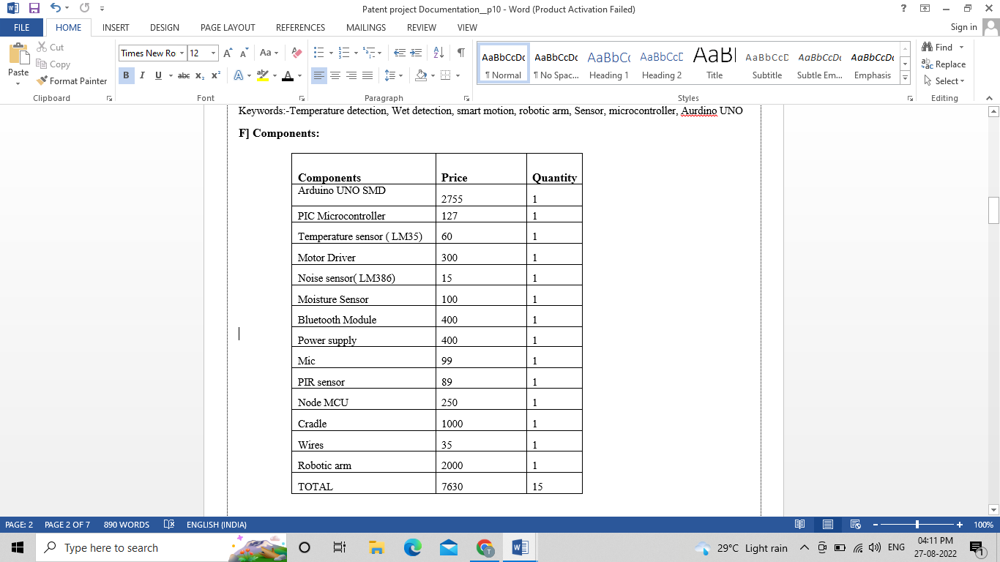 Patent project Documentation__p10 - Word (Product Activation Failed)
FILE HOME INSERT DESIGN PAGE LAYOUT REFERENCES MAILINGS REVIEW VIEW Sign in
Paste
Cut
Copy
Format Painter
Clipboard
Times New Ro 12
Font
Paragraph
AaBbCcDc AaBbCcDc AaBbCc AaBbCcD AaB AaBbCcD AaBbCcDc AaBbCcDc
¶ Normal ¶ No Spac... Heading 1 Heading 2 Title Subtitle Subtle Em... Emphasis
Styles
Find
Replace
Select
Editing
Keywords:-Temperature detection, Wet detection, smart motion, robotic arm, Sensor, microcontroller, Aurdino UNO
F] Components:
Components Price Quantity
Arduino UNO SMD 2755 1
PIC Microcontroller 127 1
Temperature sensor ( LM35) 60 1
Motor Driver 300 1
Noise sensor( LM386) 15 1
Moisture Sensor 100 1
Bluetooth Module 400 1
Power supply 400 1
Mic 99 1
PIR sensor 89 1
Node MCU 250 1
Cradle 1000 1
Wires 35 1
Robotic arm 2000 1
TOTAL 7630 15
PAGE: 2 PAGE 2 OF 7 890 WORDS ENGLISH (INDIA) 100%
Type here to search
29°C Light rain ENG
04:11 PM
27-08-2022
1